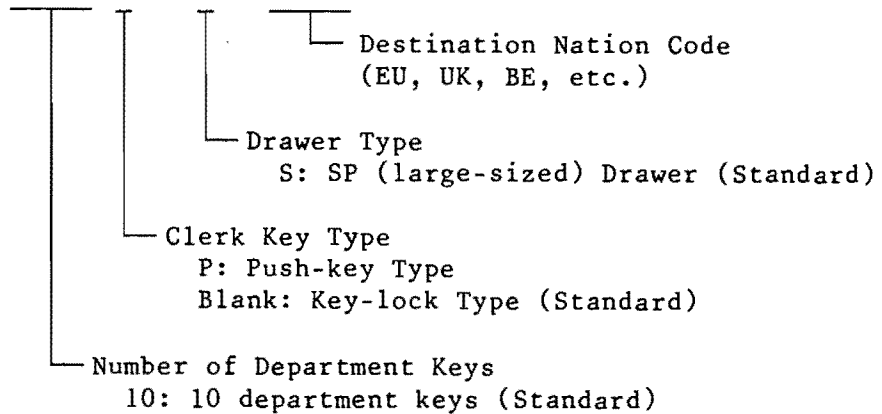 Destination Nation Code
(EU, UK, BE, etc.)
Drawer Type
S: SP (large-sized) Drawer (Standard)
Clerk Key Type
P: Push-key Type
Blank: Key-lock Type (Standard)
Number of Department Keys
10: 10 department keys (Standard)